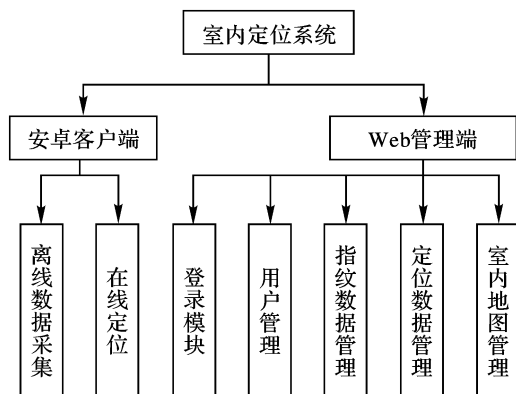 室内定位系统
安卓客户端
Web管理端
离线数据采集
在线定位
登录模块
用户管理
指纹数据管理
定位数据管理
室内地图管理